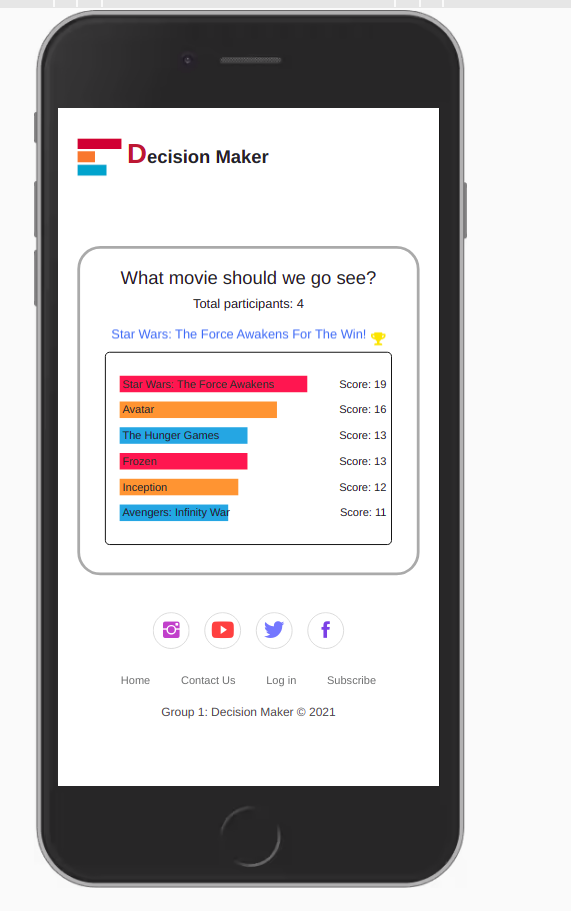 Decision Maker
What movie should we go see?
Total participants: 4
Star Wars: The Force Awakens For The Win!
Star Wars: The Force Awakens Score: 19
Avatar Score: 16
The Hunger Games Score: 13
Frozen Score: 13
Inception Score: 12
Avengers: Infinity War Score: 11
Home Contact Us Log in Subscribe
Group 1: Decision Maker © 2021